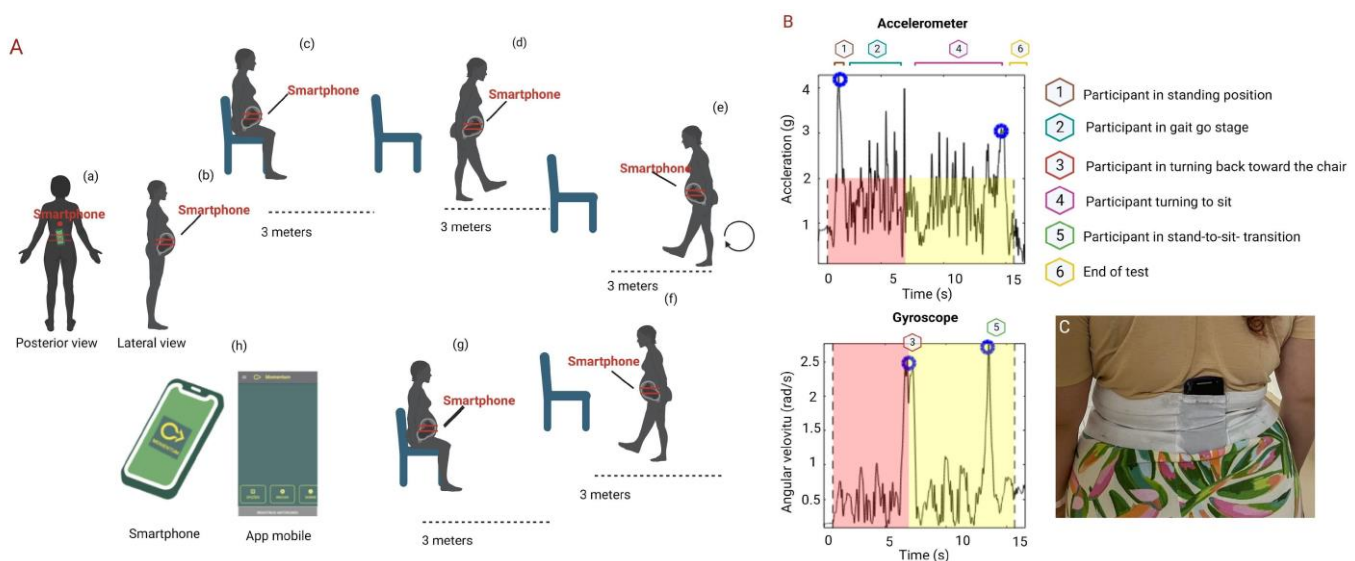 A
(a)
Smartphone
Posterior view
(b)
Smartphone
Lateral view
(c)
Smartphone
3 meters
(d)
Smartphone
3 meters
(e)
Smartphone
3 meters
(f)
Smartphone
3 meters
(g)
Smartphone
3 meters
(h)
Smartphone
Momentum
App mobile
B
Accelerometer
1
2
4
6
Accleration (g)
4
3
2
1
0
5
10
15
Time (s)
Gyroscope
3
5
Angular velovitu (rad/s)
2.5
2.0
1.5
1.0
0.5
0
5
10
15
Time (s)
1 Participant in standing position
2 Participant in gait go stage
3 Participant in turning back toward the chair
4 Participant turning to sit
5 Participant in stand-to-sit- transition
6 End of test
C